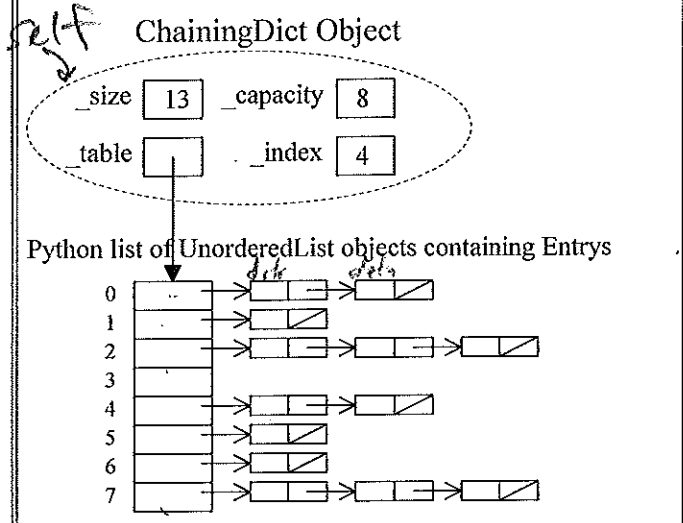 self
ChainingDict Object
_size 13 _capacity 8
_table _index 4
Python list of UnorderedList objects containing Entrys
data
0
1
2
3
4
5
6
7